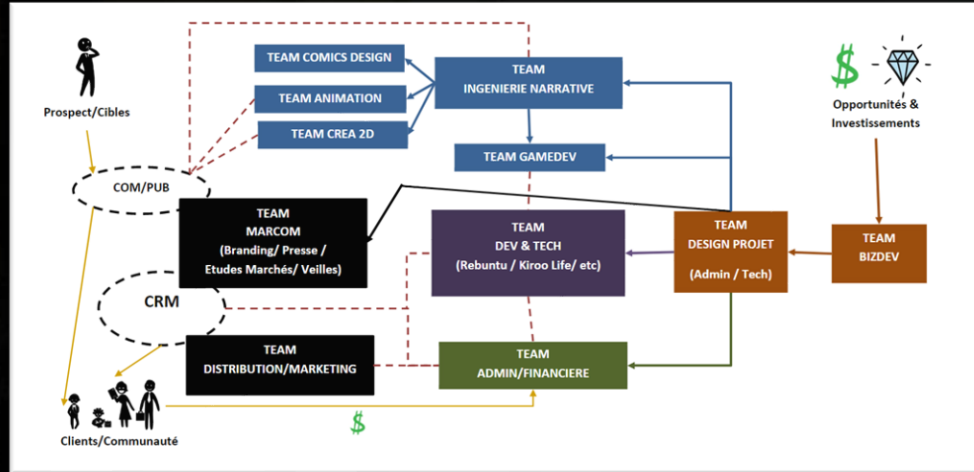 TEAM COMICS DESIGN
TEAM
INGENIERIE NARRATIVE
$
TEAM ANIMATION
Prospect/Cibles
Opportunités &
Investissements
TEAM CREA 2D
TEAM GAMEDEV
COM/PUB
TEAM
MARCOM
(Branding/ Presse /
Etudes Marchés/ Veilles)
TEAM
DEV & TECH
(Rebuntu / Kiroo Life/ etc)
TEAM
DESIGN PROJET
(Admin / Tech)
TEAM
BIZDEV
CRM
TEAM
DISTRIBUTION/MARKETING
TEAM
ADMIN/FINANCIERE
$
Clients/Communauté